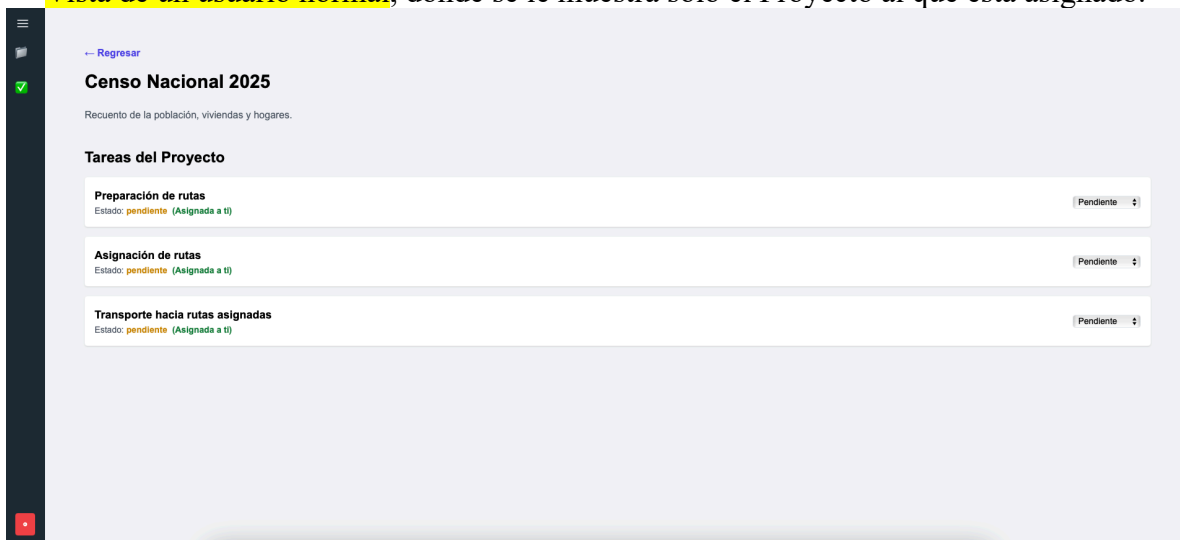 Vista de un usuario normal, donde se le muestra solo el Proyecto al que está asignado.
← Regresar
Censo Nacional 2025
Recuento de la población, viviendas y hogares.
Tareas del Proyecto
Preparación de rutas
Pendiente
Estado: pendiente (Asignada a ti)
Asignación de rutas
Pendiente
Estado: pendiente (Asignada a ti)
Transporte hacia rutas asignadas
Pendiente
Estado: pendiente (Asignada a ti)